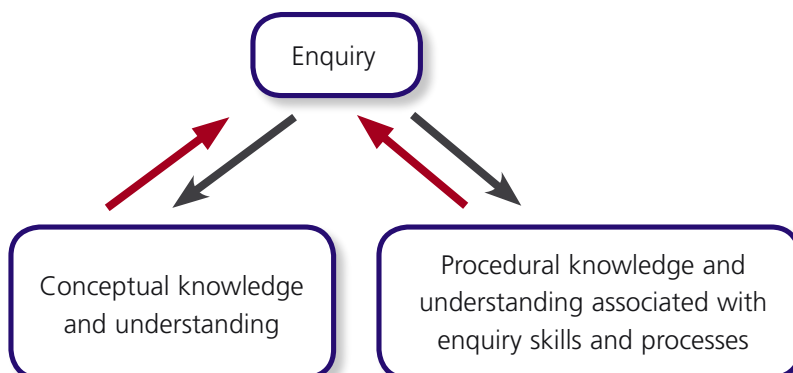 Enquiry
Conceptual knowledge
and understanding
Procedural knowledge and
understanding associated with
enquiry skills and processes